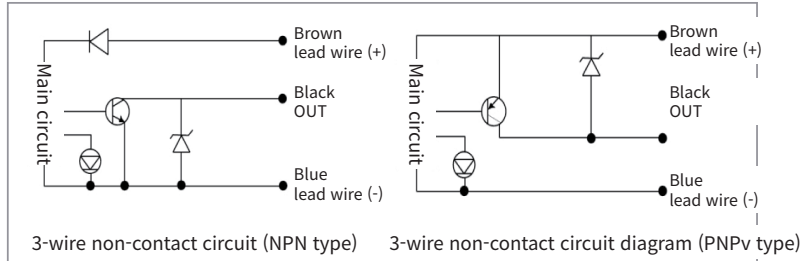 Main circuit
Brown
lead wire (+)
Black
OUT
Blue
lead wire (-)
3-wire non-contact circuit (NPN type)
Main circuit
Brown
lead wire (+)
Black
OUT
Blue
lead wire (-)
3-wire non-contact circuit diagram (PNPv type)